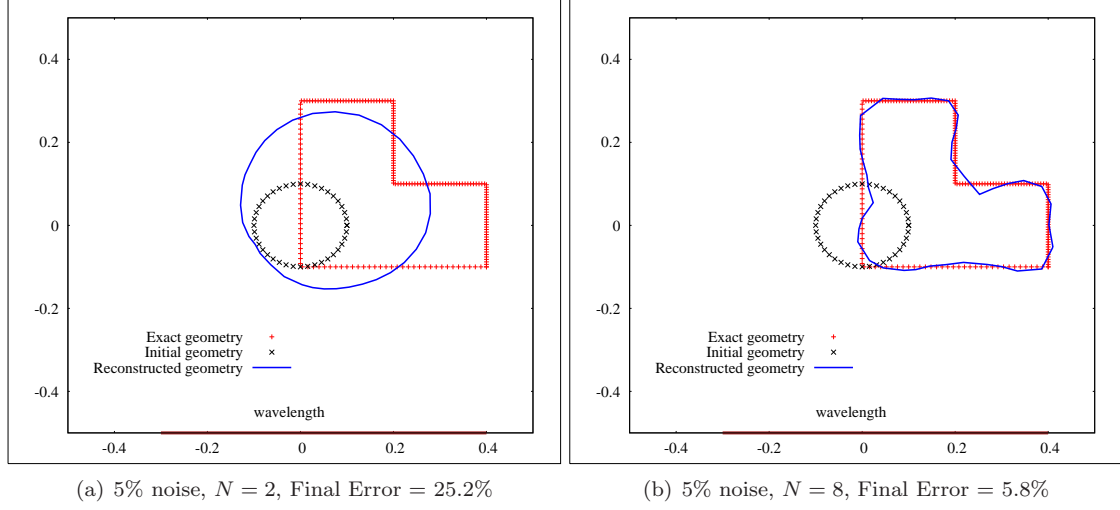 0.4
0.2
0
-0.2
-0.4
Exact geometry
Initial geometry
Reconstructed geometry
wavelength
-0.4 -0.2 0 0.2 0.4
(a) 5% noise, N = 2, Final Error = 25.2%
0.4
0.2
0
-0.2
-0.4
Exact geometry
Initial geometry
Reconstructed geometry
wavelength
-0.4 -0.2 0 0.2 0.4
(b) 5% noise, N = 8, Final Error = 5.8%